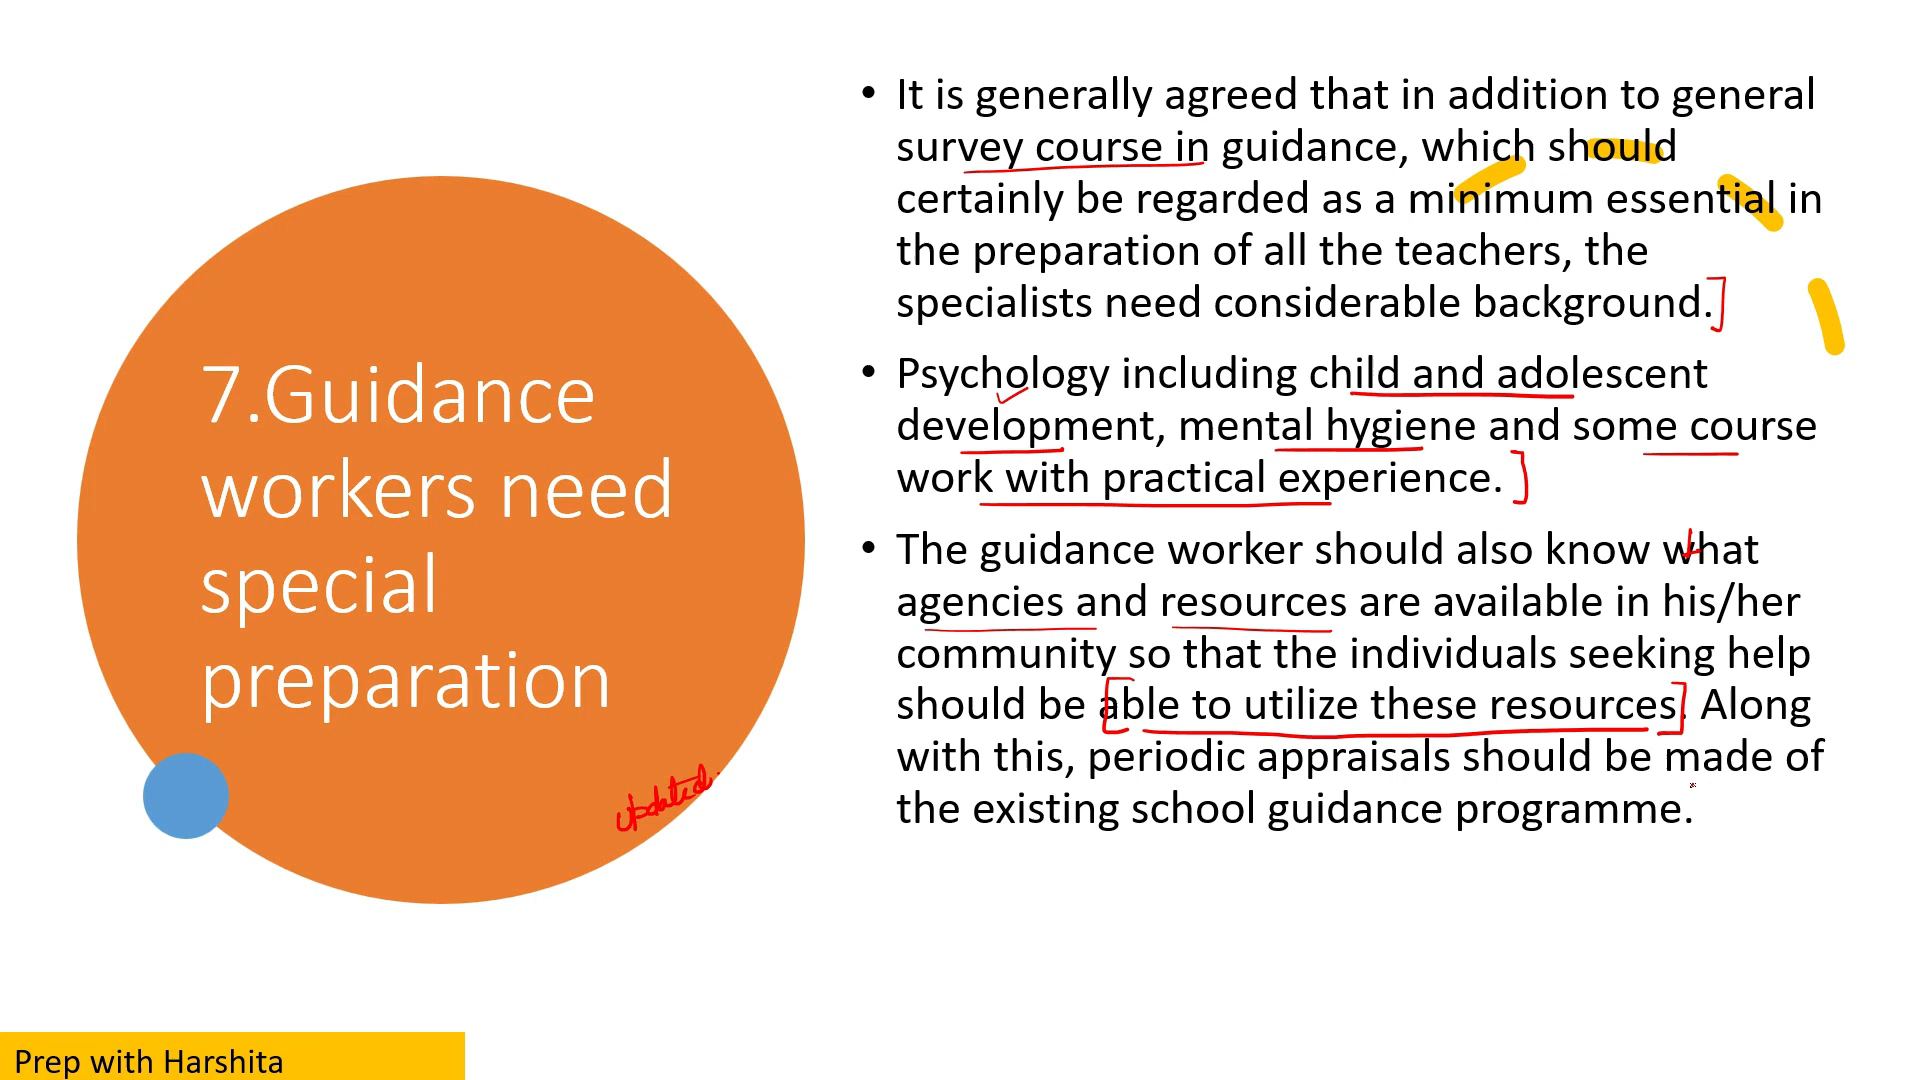 7.Guidance
workers need
special
preparation
updated
• It is generally agreed that in addition to general
survey course in guidance, which should
certainly be regarded as a minimum essential in
the preparation of all the teachers, the
specialists need considerable background.
• Psychology including child and adolescent
development, mental hygiene and some course
work with practical experience.
• The guidance worker should also know what
agencies and resources are available in his/her
community so that the individuals seeking help
should be able to utilize these resources. Along
with this, periodic appraisals should be made of
the existing school guidance programme.
Prep with Harshita